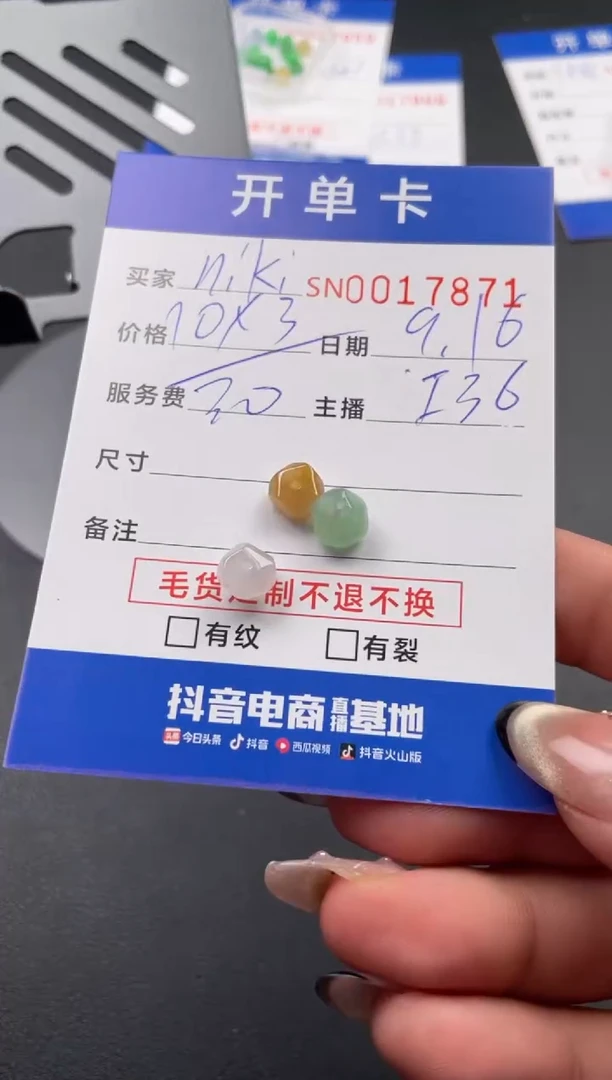 开单卡
买家 niki SN0017871
价格 10X3 日期 9.16
服务费 20 主播 I36
尺寸
备注
毛货定制不退不换
有纹 有裂
抖音电商直播基地
头条 今日头条 抖音 西瓜视频 抖音火山版